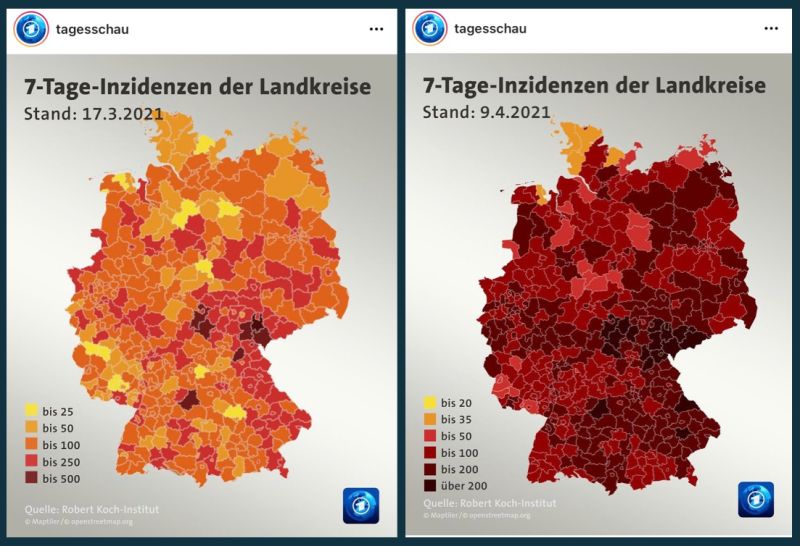 tagesschau
7-Tage-Inzidenzen der Landkreise
Stand: 17.3.2021
bis 25
bis 50
bis 100
bis 250
bis 500
Quelle: Robert Koch-Institut
© Maptiler / © openstreetmap.org
tagesschau
7-Tage-Inzidenzen der Landkreise
Stand: 9.4.2021
bis 20
bis 35
bis 50
bis 100
bis 200
über 200
Quelle: Robert Koch-Institut
© Maptiler / © openstreetmap.org